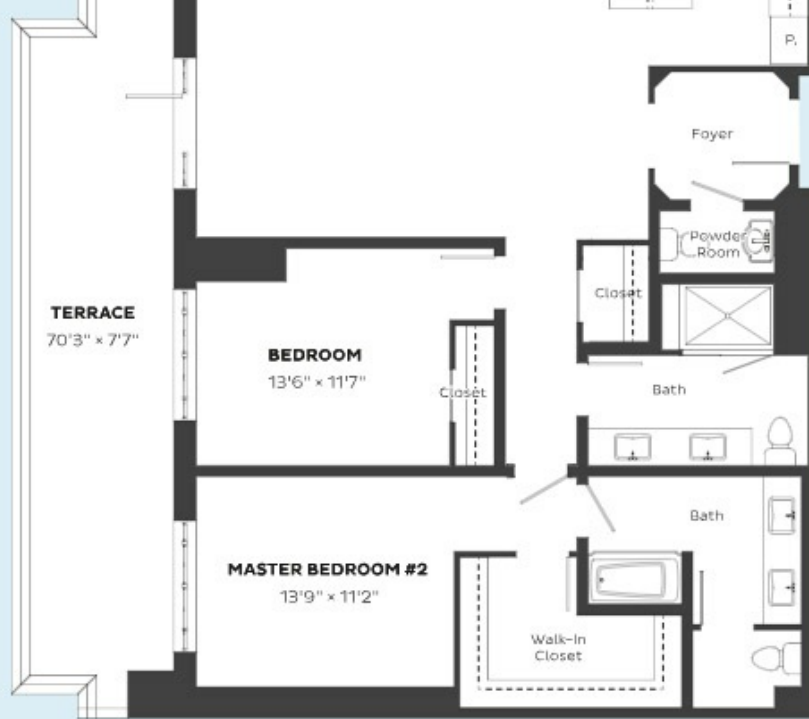 P.
Foyer
Powder
Room
Closet
TERRACE
70'3" × 7'7"
BEDROOM
13'6" × 11'7"
Closet
Bath
Bath
MASTER BEDROOM #2
13'9" × 11'2"
Walk-In
Closet